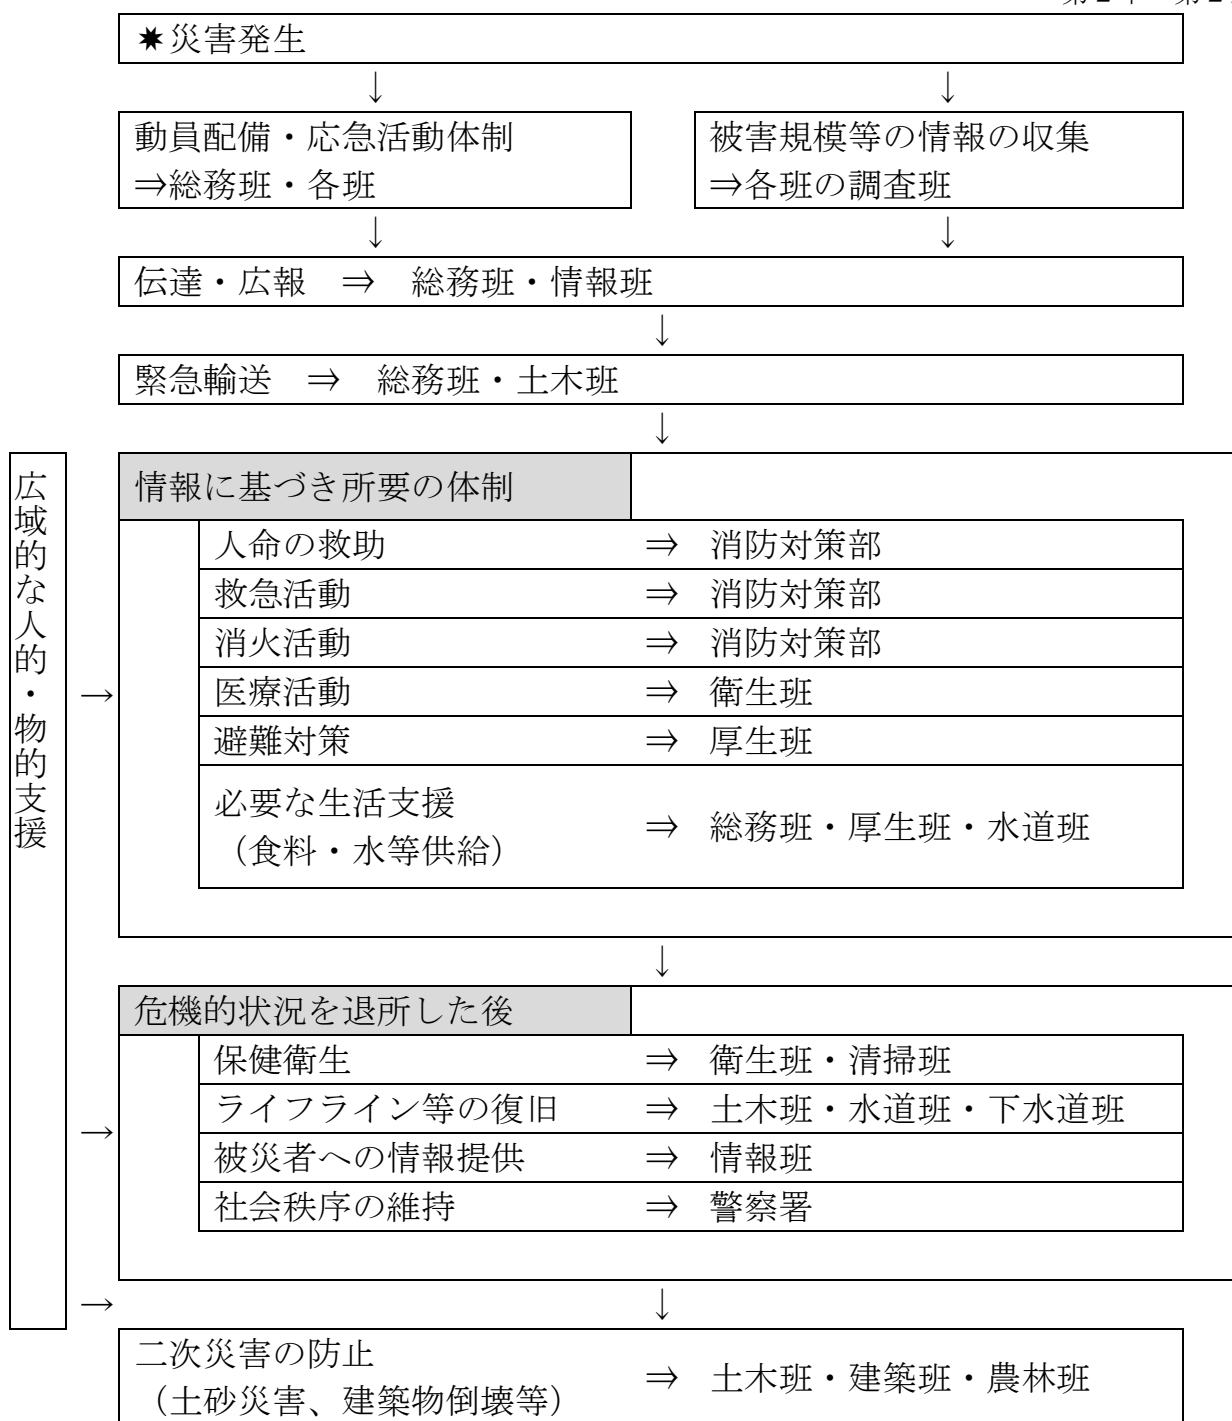 ✷災害発生
↓ ↓
動員配備・応急活動体制
⇒総務班・各班
被害規模等の情報の収集
⇒各班の調査班
↓ ↓
伝達・広報 ⇒ 総務班・情報班
↓
緊急輸送 ⇒ 総務班・土木班
↓
広域的な人的・物的支援
情報に基づき所要の体制
人命の救助 ⇒ 消防対策部
救急活動 ⇒ 消防対策部
消火活動 ⇒ 消防対策部
→
医療活動 ⇒ 衛生班
避難対策 ⇒ 厚生班
必要な生活支援
（食料・水等供給）
⇒ 総務班・厚生班・水道班
↓
危機的状況を退所した後
保健衛生 ⇒ 衛生班・清掃班
ライフライン等の復旧 ⇒ 土木班・水道班・下水道班
→
被災者への情報提供 ⇒ 情報班
社会秩序の維持 ⇒ 警察署
→ ↓
二次災害の防止
（土砂災害、建築物倒壊等）
⇒ 土木班・建築班・農林班